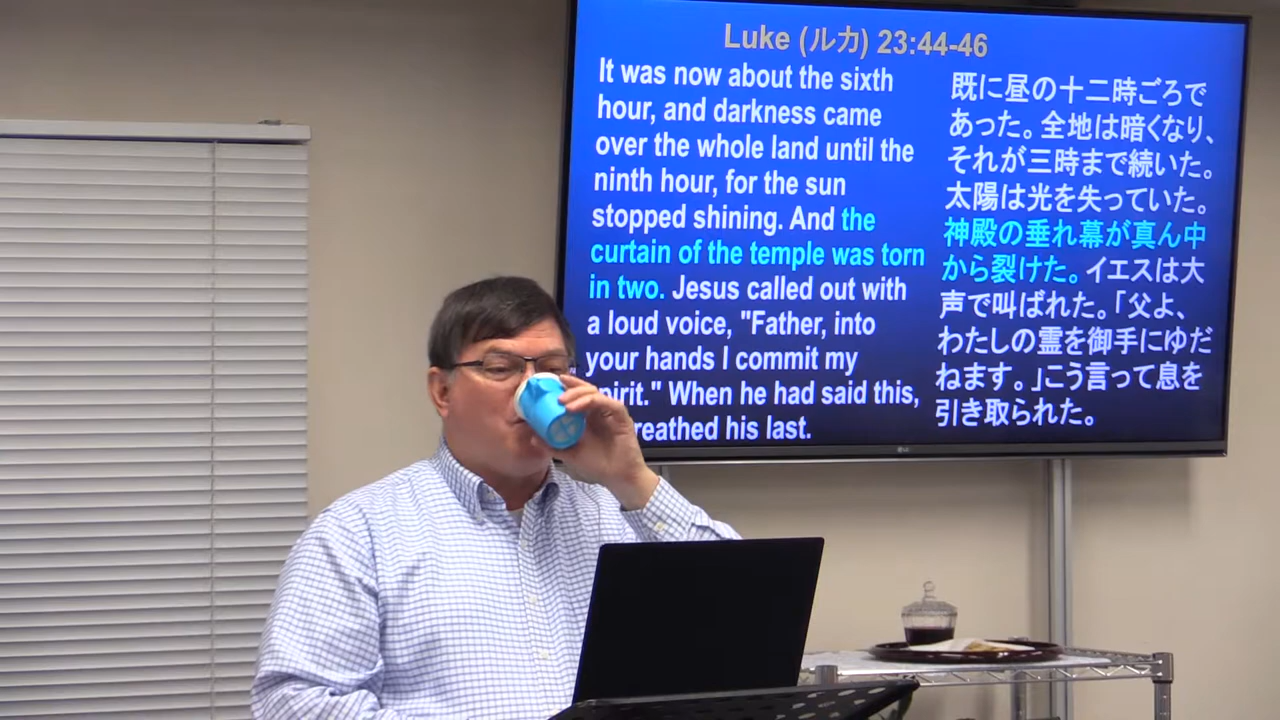 Luke (ルカ) 23:44-46
It was now about the sixth
hour, and darkness came
over the whole land until the
ninth hour, for the sun
stopped shining. And the
curtain of the temple was torn
in two. Jesus called out with
a loud voice, "Father, into
your hands I commit my
pirit." When he had said this,
reathed his last.
既に昼の十二時ごろで
あった。全地は暗くなり、
それが三時まで続いた。
太陽は光を失っていた。
神殿の垂れ幕が真ん中
から裂けた。イエスは大
声で叫ばれた。「父よ、
わたしの霊を御手にゆだ
ねます。」こう言って息を
引き取られた。
LG